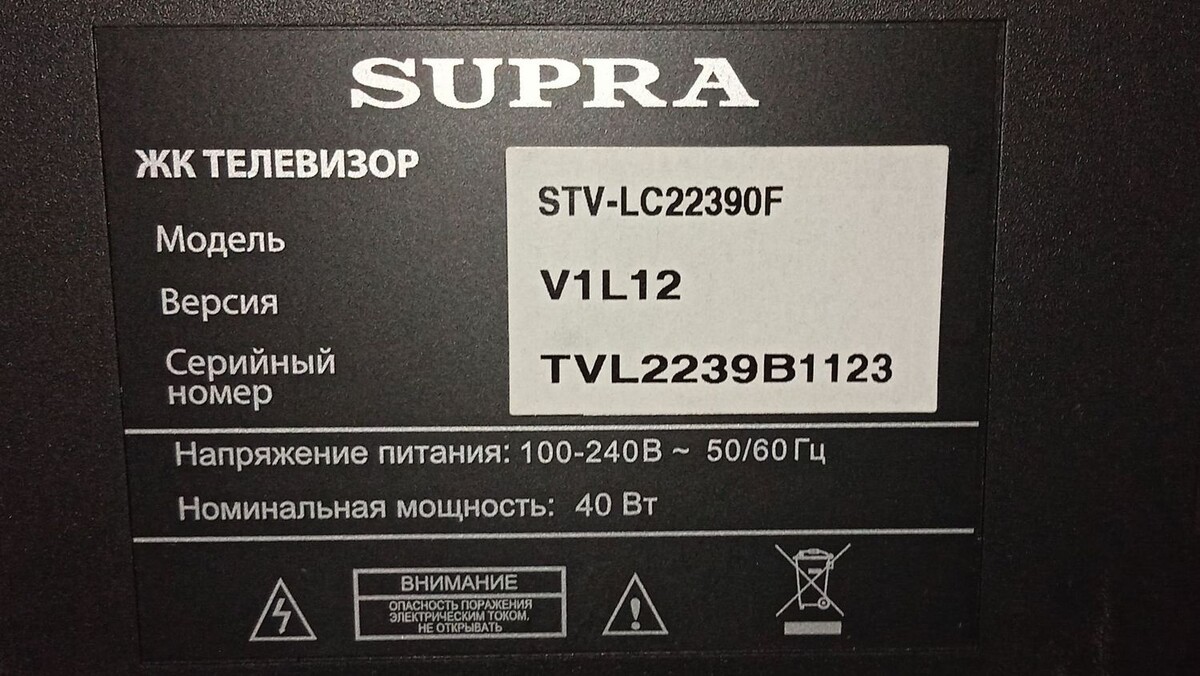 SUPRA
ЖК ТЕЛЕВИЗОР
Модель STV-LC22390F
Версия V1L12
Серийный номер TVL2239B1123
Напряжение питания: 100-240В ~ 50/60 Гц
Номинальная мощность: 40 Вт
ВНИМАНИЕ
ОПАСНОСТЬ ПОРАЖЕНИЯ
ЭЛЕКТРИЧЕСКИМ ТОКОМ.
НЕ ОТКРЫВАТЬ